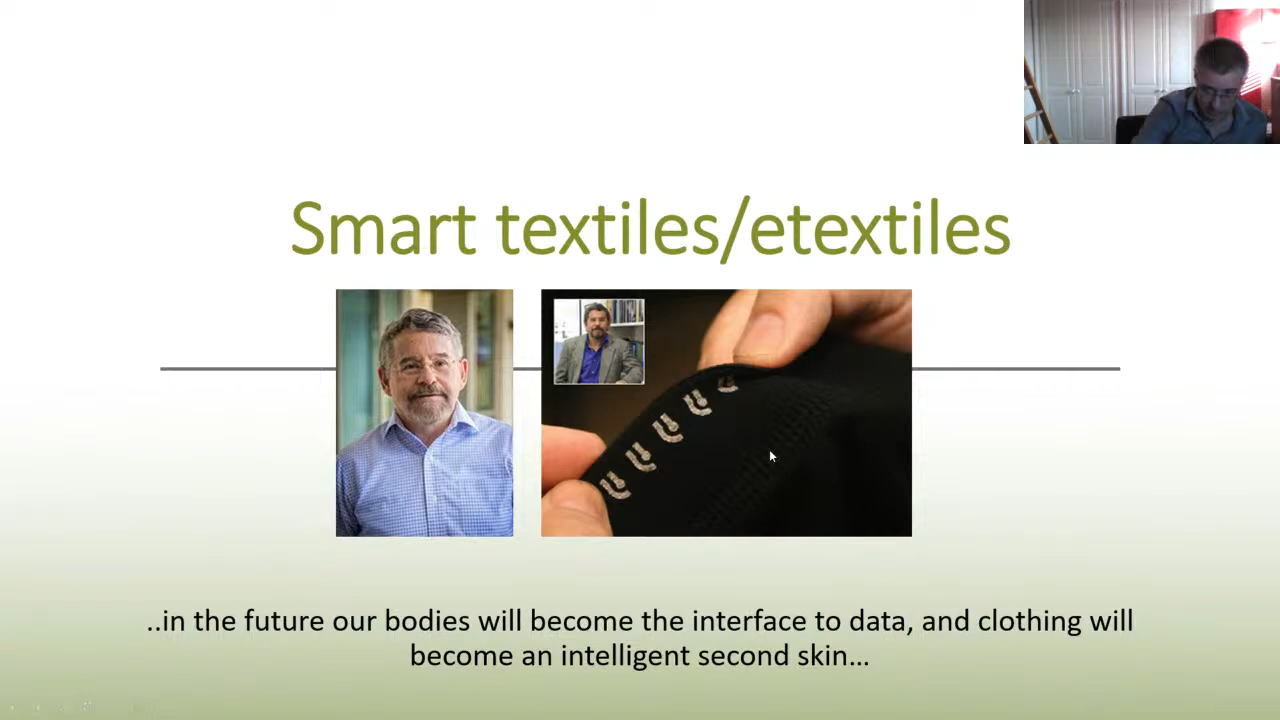 Smart textiles/etextiles
..in the future our bodies will become the interface to data, and clothing will
become an intelligent second skin…